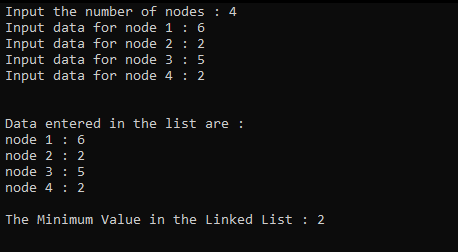 Input the number of nodes : 4
Input data for node 1 : 6
Input data for node 2 : 2
Input data for node 3 : 5
Input data for node 4 : 2
Data entered in the list are :
node 1 : 6
node 2 : 2
node 3 : 5
node 4 : 2
The Minimum Value in the Linked List : 2